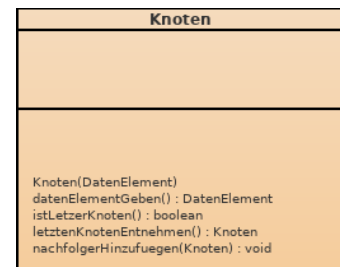 Knoten
Knoten(DatenElement)
datenElementGeben() : DatenElement
istLetzerKnoten() : boolean
letztenKnotenEntnehmen() : Knoten
nachfolgerHinzufuegen(Knoten) : void